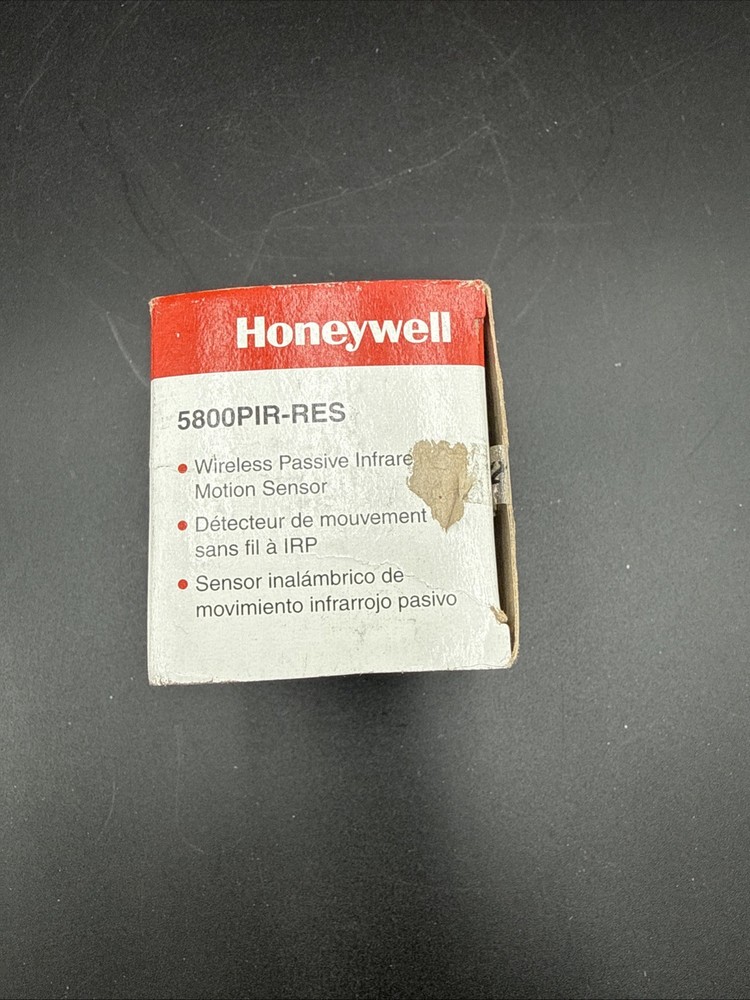 Honeywell
5800PIR-RES
• Wireless Passive Infrare
Motion Sensor
• Détecteur de mouvement
sans fil à IRP
• Sensor inalámbrico de
movimiento infrarrojo pasivo
2